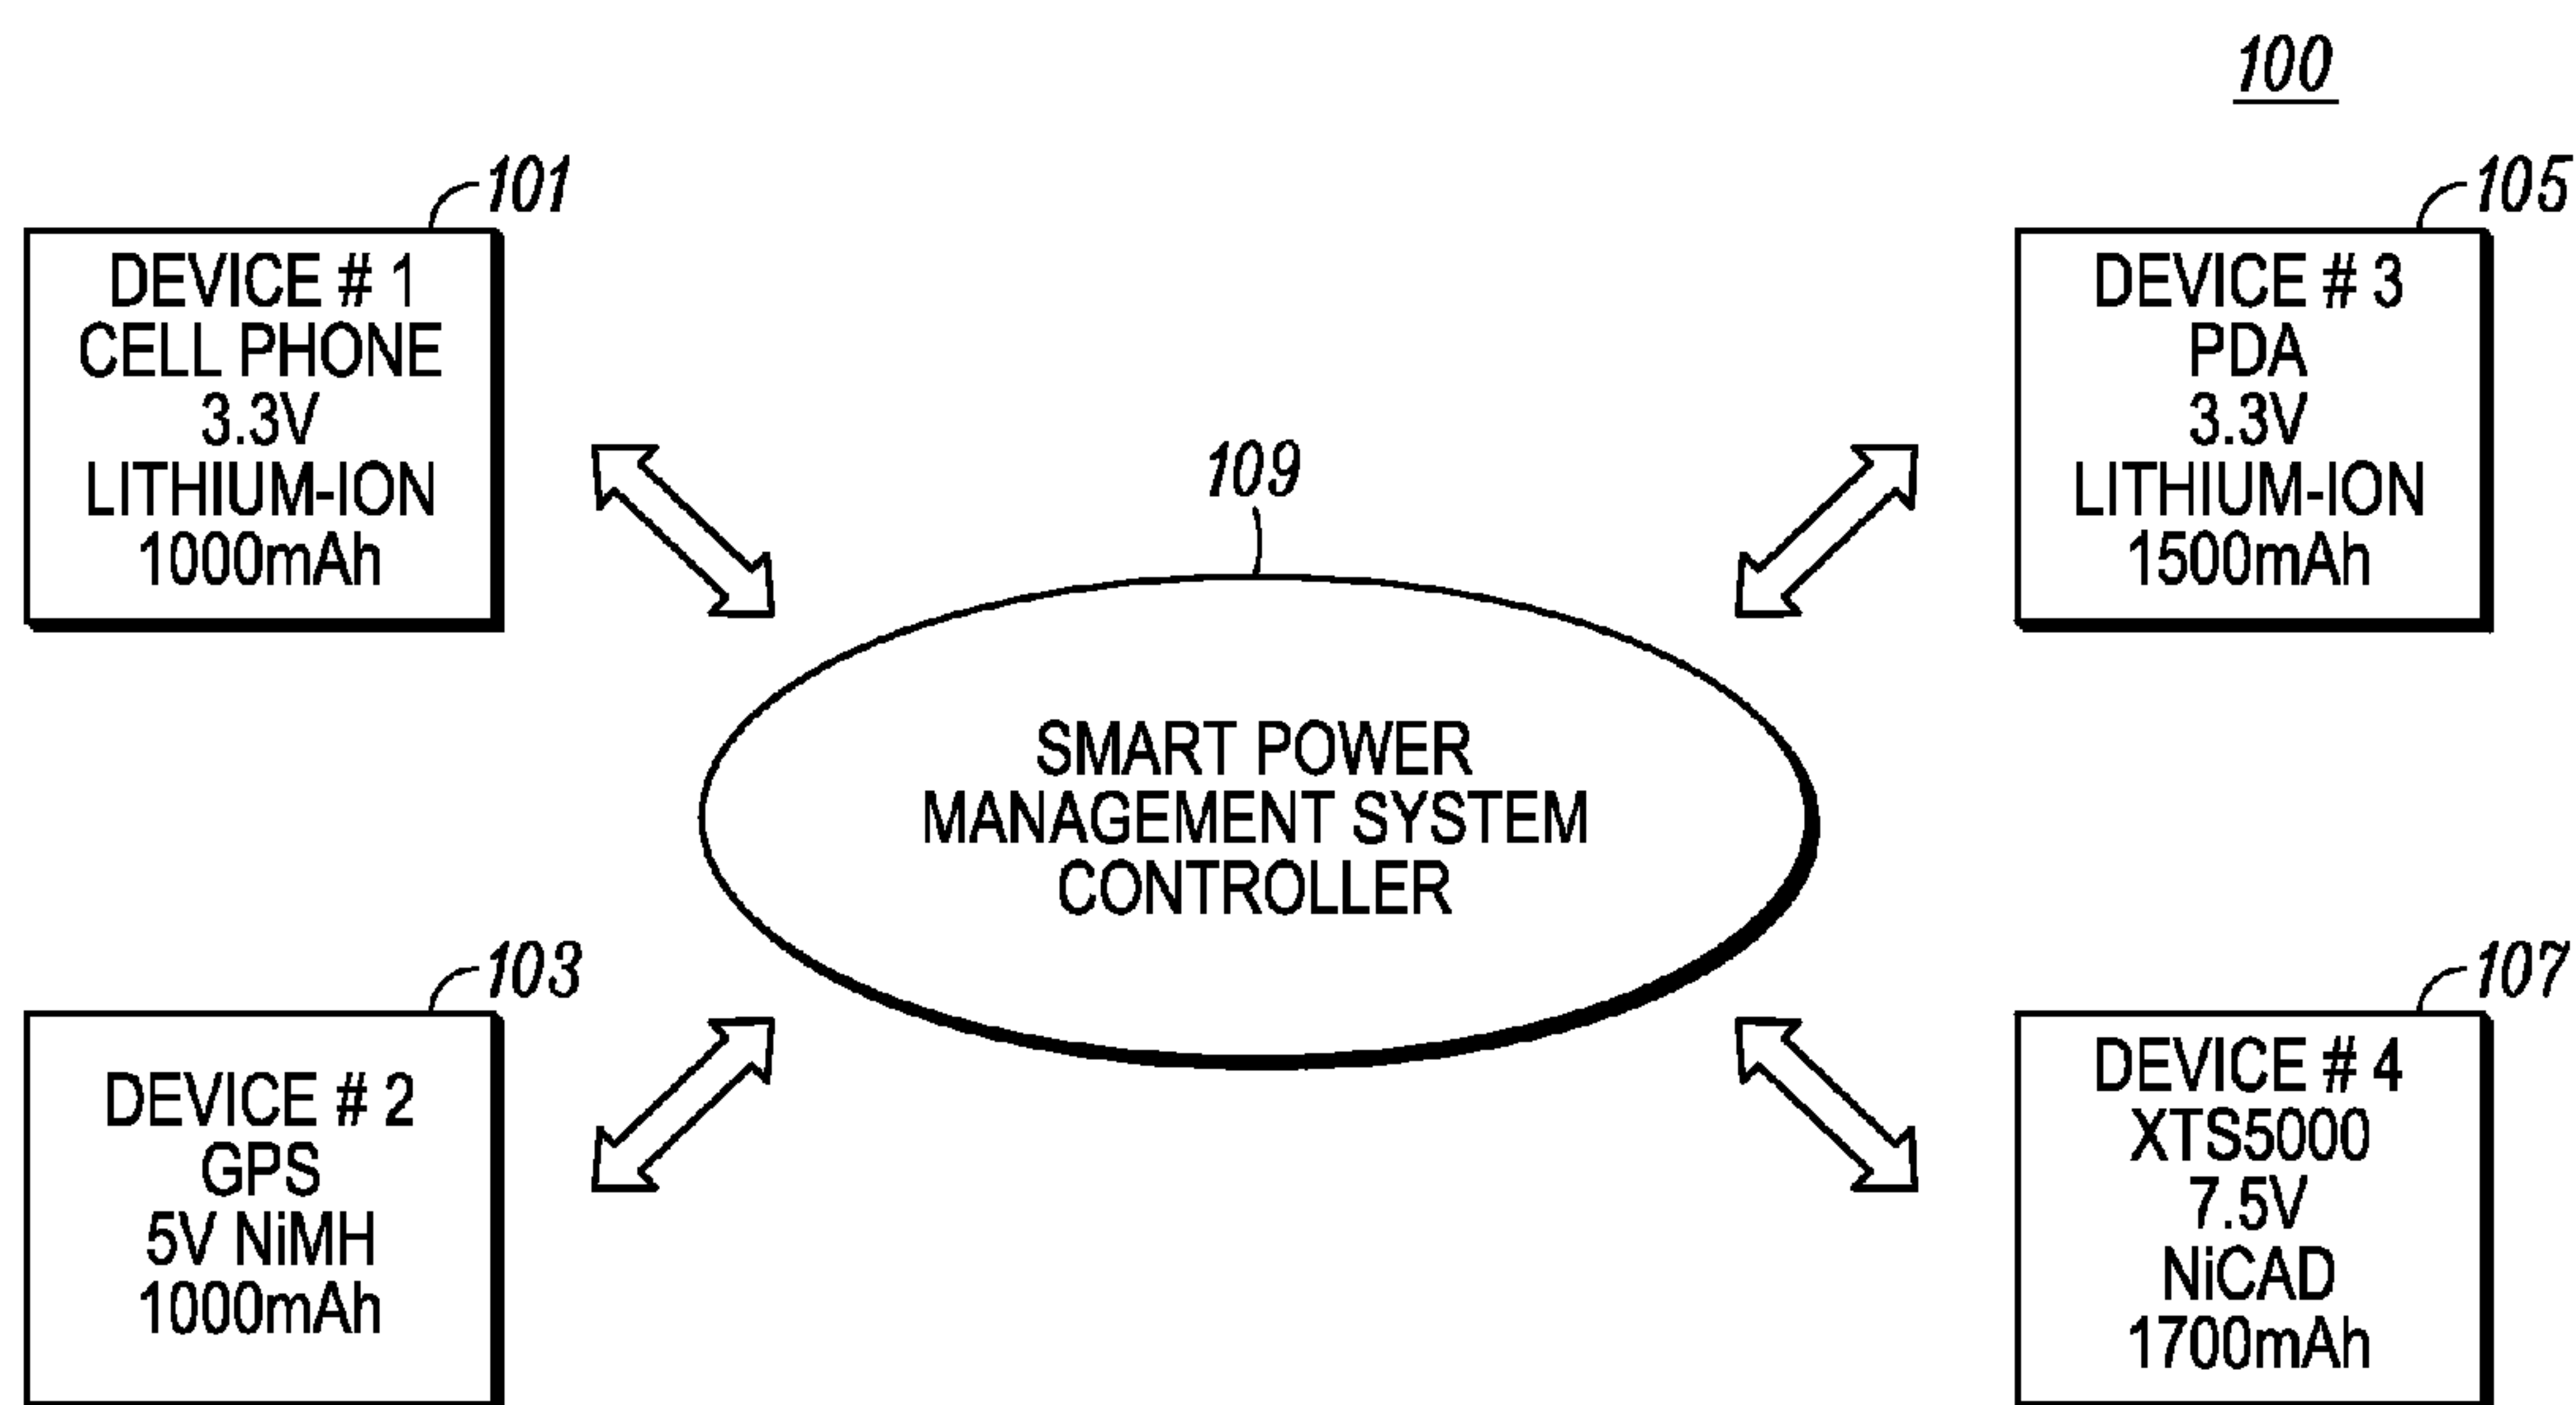 100
101
DEVICE # 1
CELL PHONE
3.3V
LITHIUM-ION
1000mAh
105
DEVICE # 3
PDA
3.3V
LITHIUM-ION
1500mAh
109
SMART POWER
MANAGEMENT SYSTEM
CONTROLLER
103
DEVICE # 2
GPS
5V NiMH
1000mAh
107
DEVICE # 4
XTS5000
7.5V
NiCAD
1700mAh